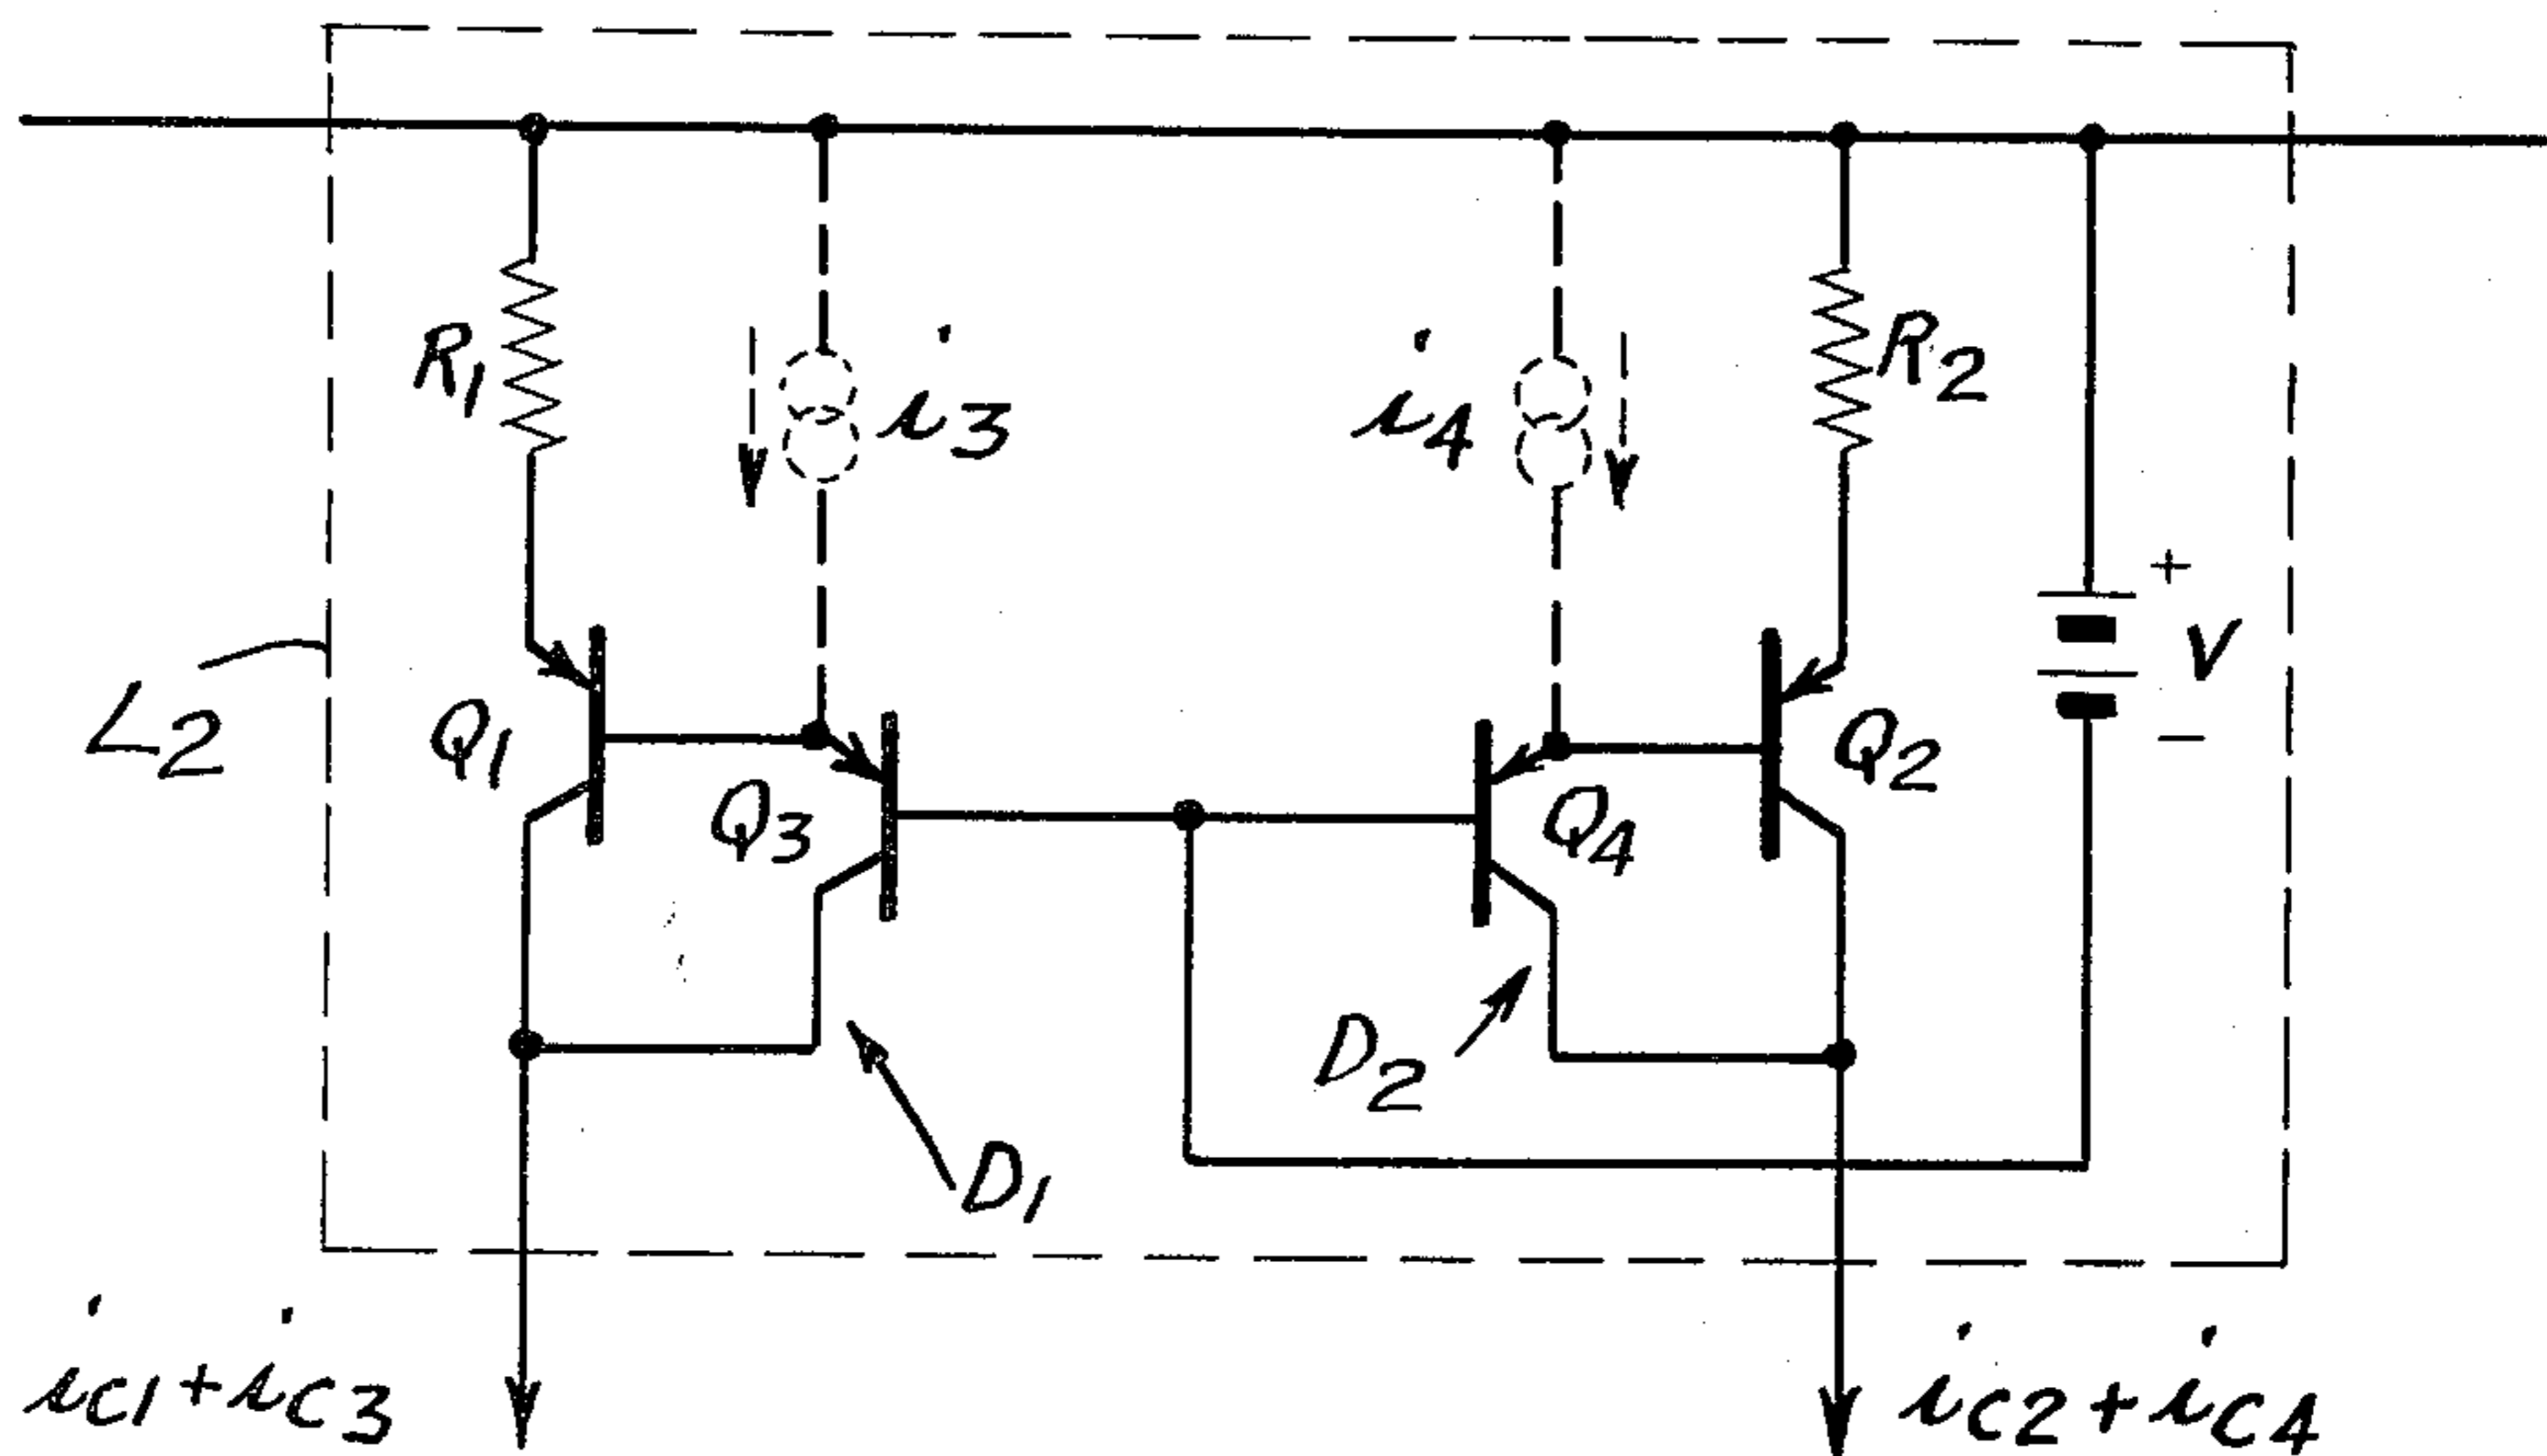 R1
i3
i4
R2
+
V
−
L2
Q1
Q3
Q4
Q2
D2
D1
iC1+iC3
iC2+iC4